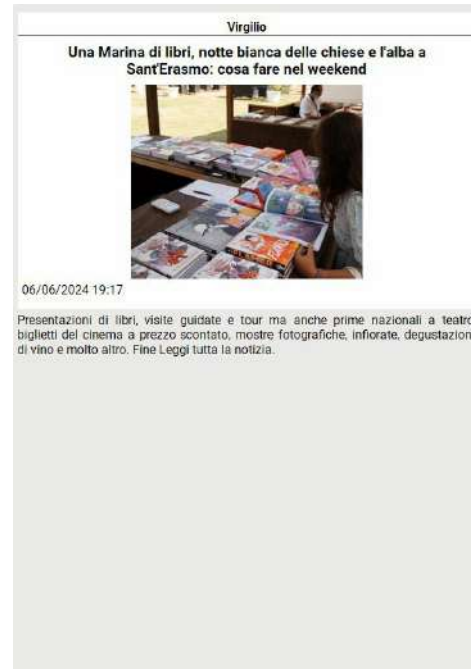 Virgilio
Una Marina di libri, notte bianca delle chiese e l'alba a
Sant'Erasmo: cosa fare nel weekend
06/06/2024 19:17
Presentazioni di libri, visite guidate e tour ma anche prime nazionali a teatro
biglietti del cinema a prezzo scontato, mostre fotografiche, infiorate, degustazion
di vino e molto altro. Fine Leggi tutta la notizia.